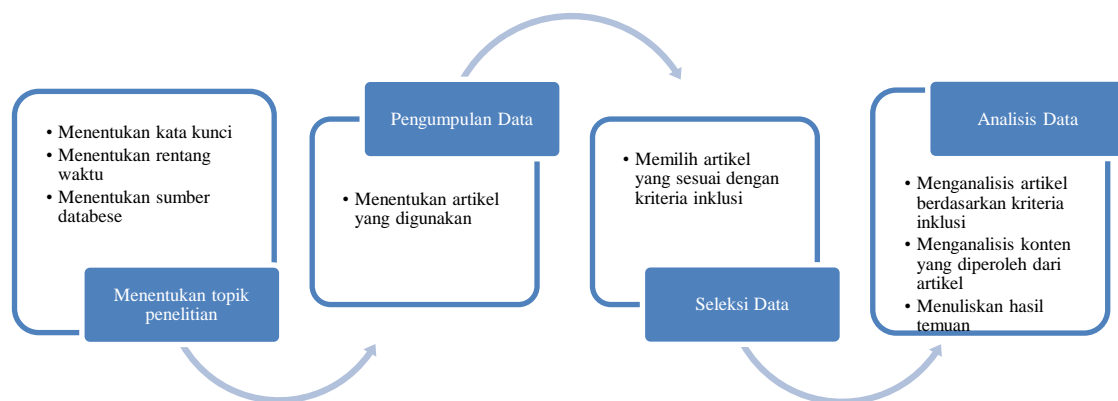 • Menentukan kata kunci
• Menentukan rentang
waktu
• Menentukan sumber
databese
Menentukan topik
penelitian
Pengumpulan Data
• Menentukan artikel
yang digunakan
• Memilih artikel
yang sesuai dengan
kriteria inklusi
Seleksi Data
Analisis Data
• Menganalisis artikel
berdasarkan kriteria
inklusi
• Menganalisis konten
yang diperoleh dari
artikel
• Menuliskan hasil
temuan